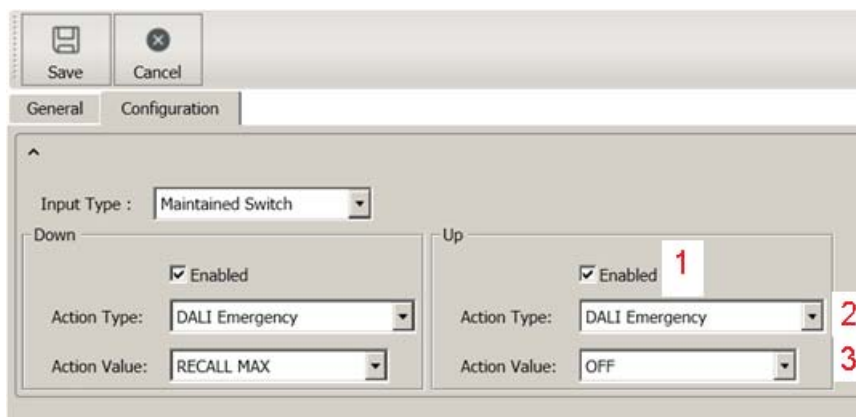 Save Cancel
General Configuration
Input Type : Maintained Switch
Down
Enabled
Action Type: DALI Emergency
Action Value: RECALL MAX
Up
Enabled 1
Action Type: DALI Emergency 2
Action Value: OFF 3